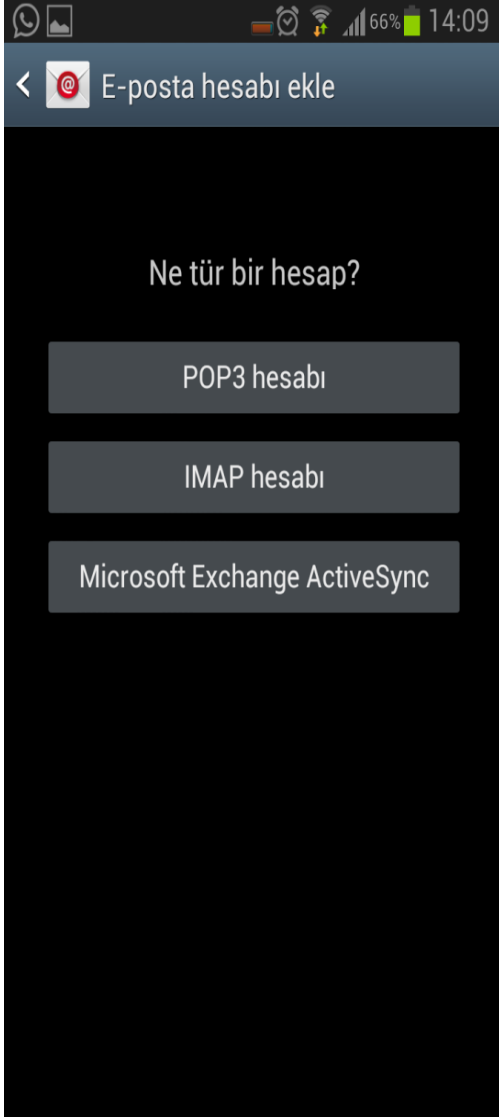 66% 14:09
E-posta hesabı ekle
Ne tür bir hesap?
POP3 hesabı
IMAP hesabı
Microsoft Exchange ActiveSync